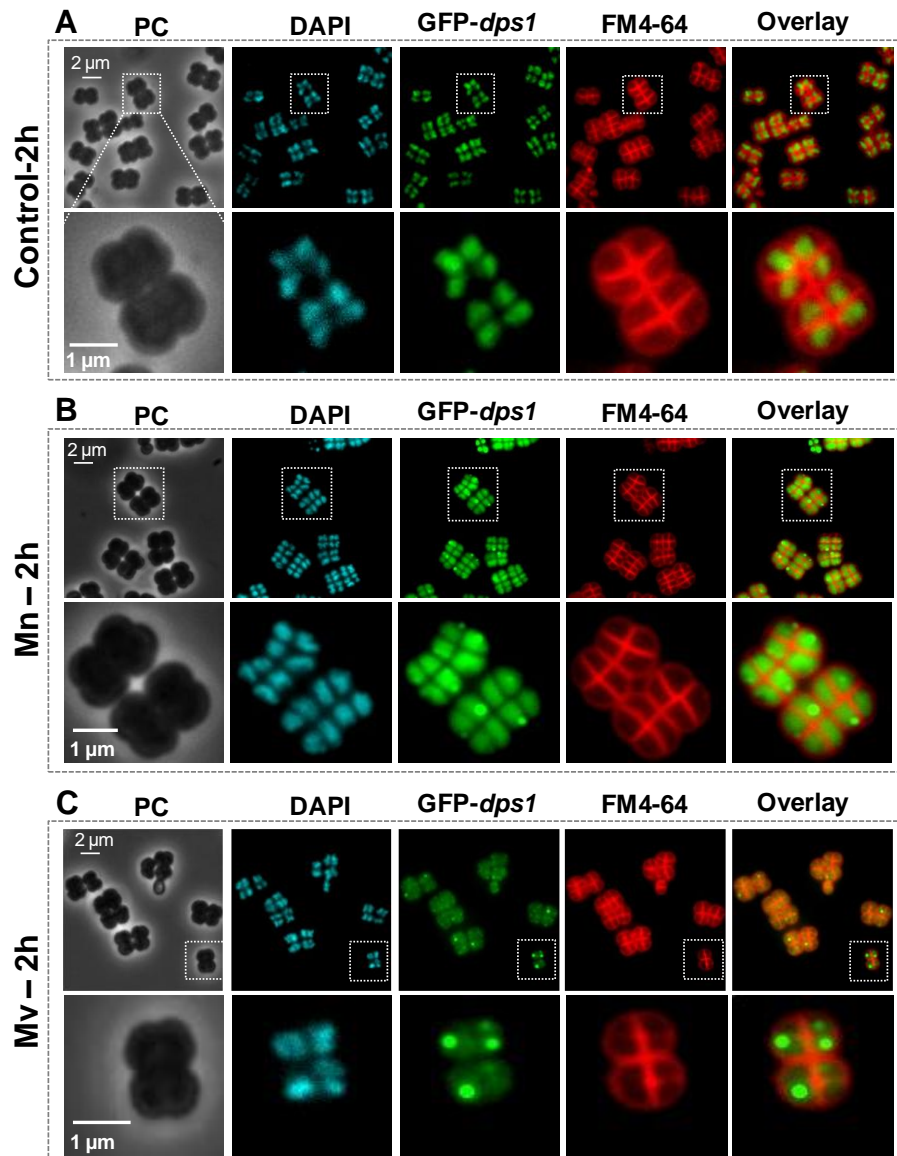 A
PC DAPI GFP-dps1 FM4-64 Overlay
2 µm
Control-2h
1 µm
B
PC DAPI GFP-dps1 FM4-64 Overlay
2 µm
Mn – 2h
1 µm
C
PC DAPI GFP-dps1 FM4-64 Overlay
2 µm
Mv – 2h
1 µm